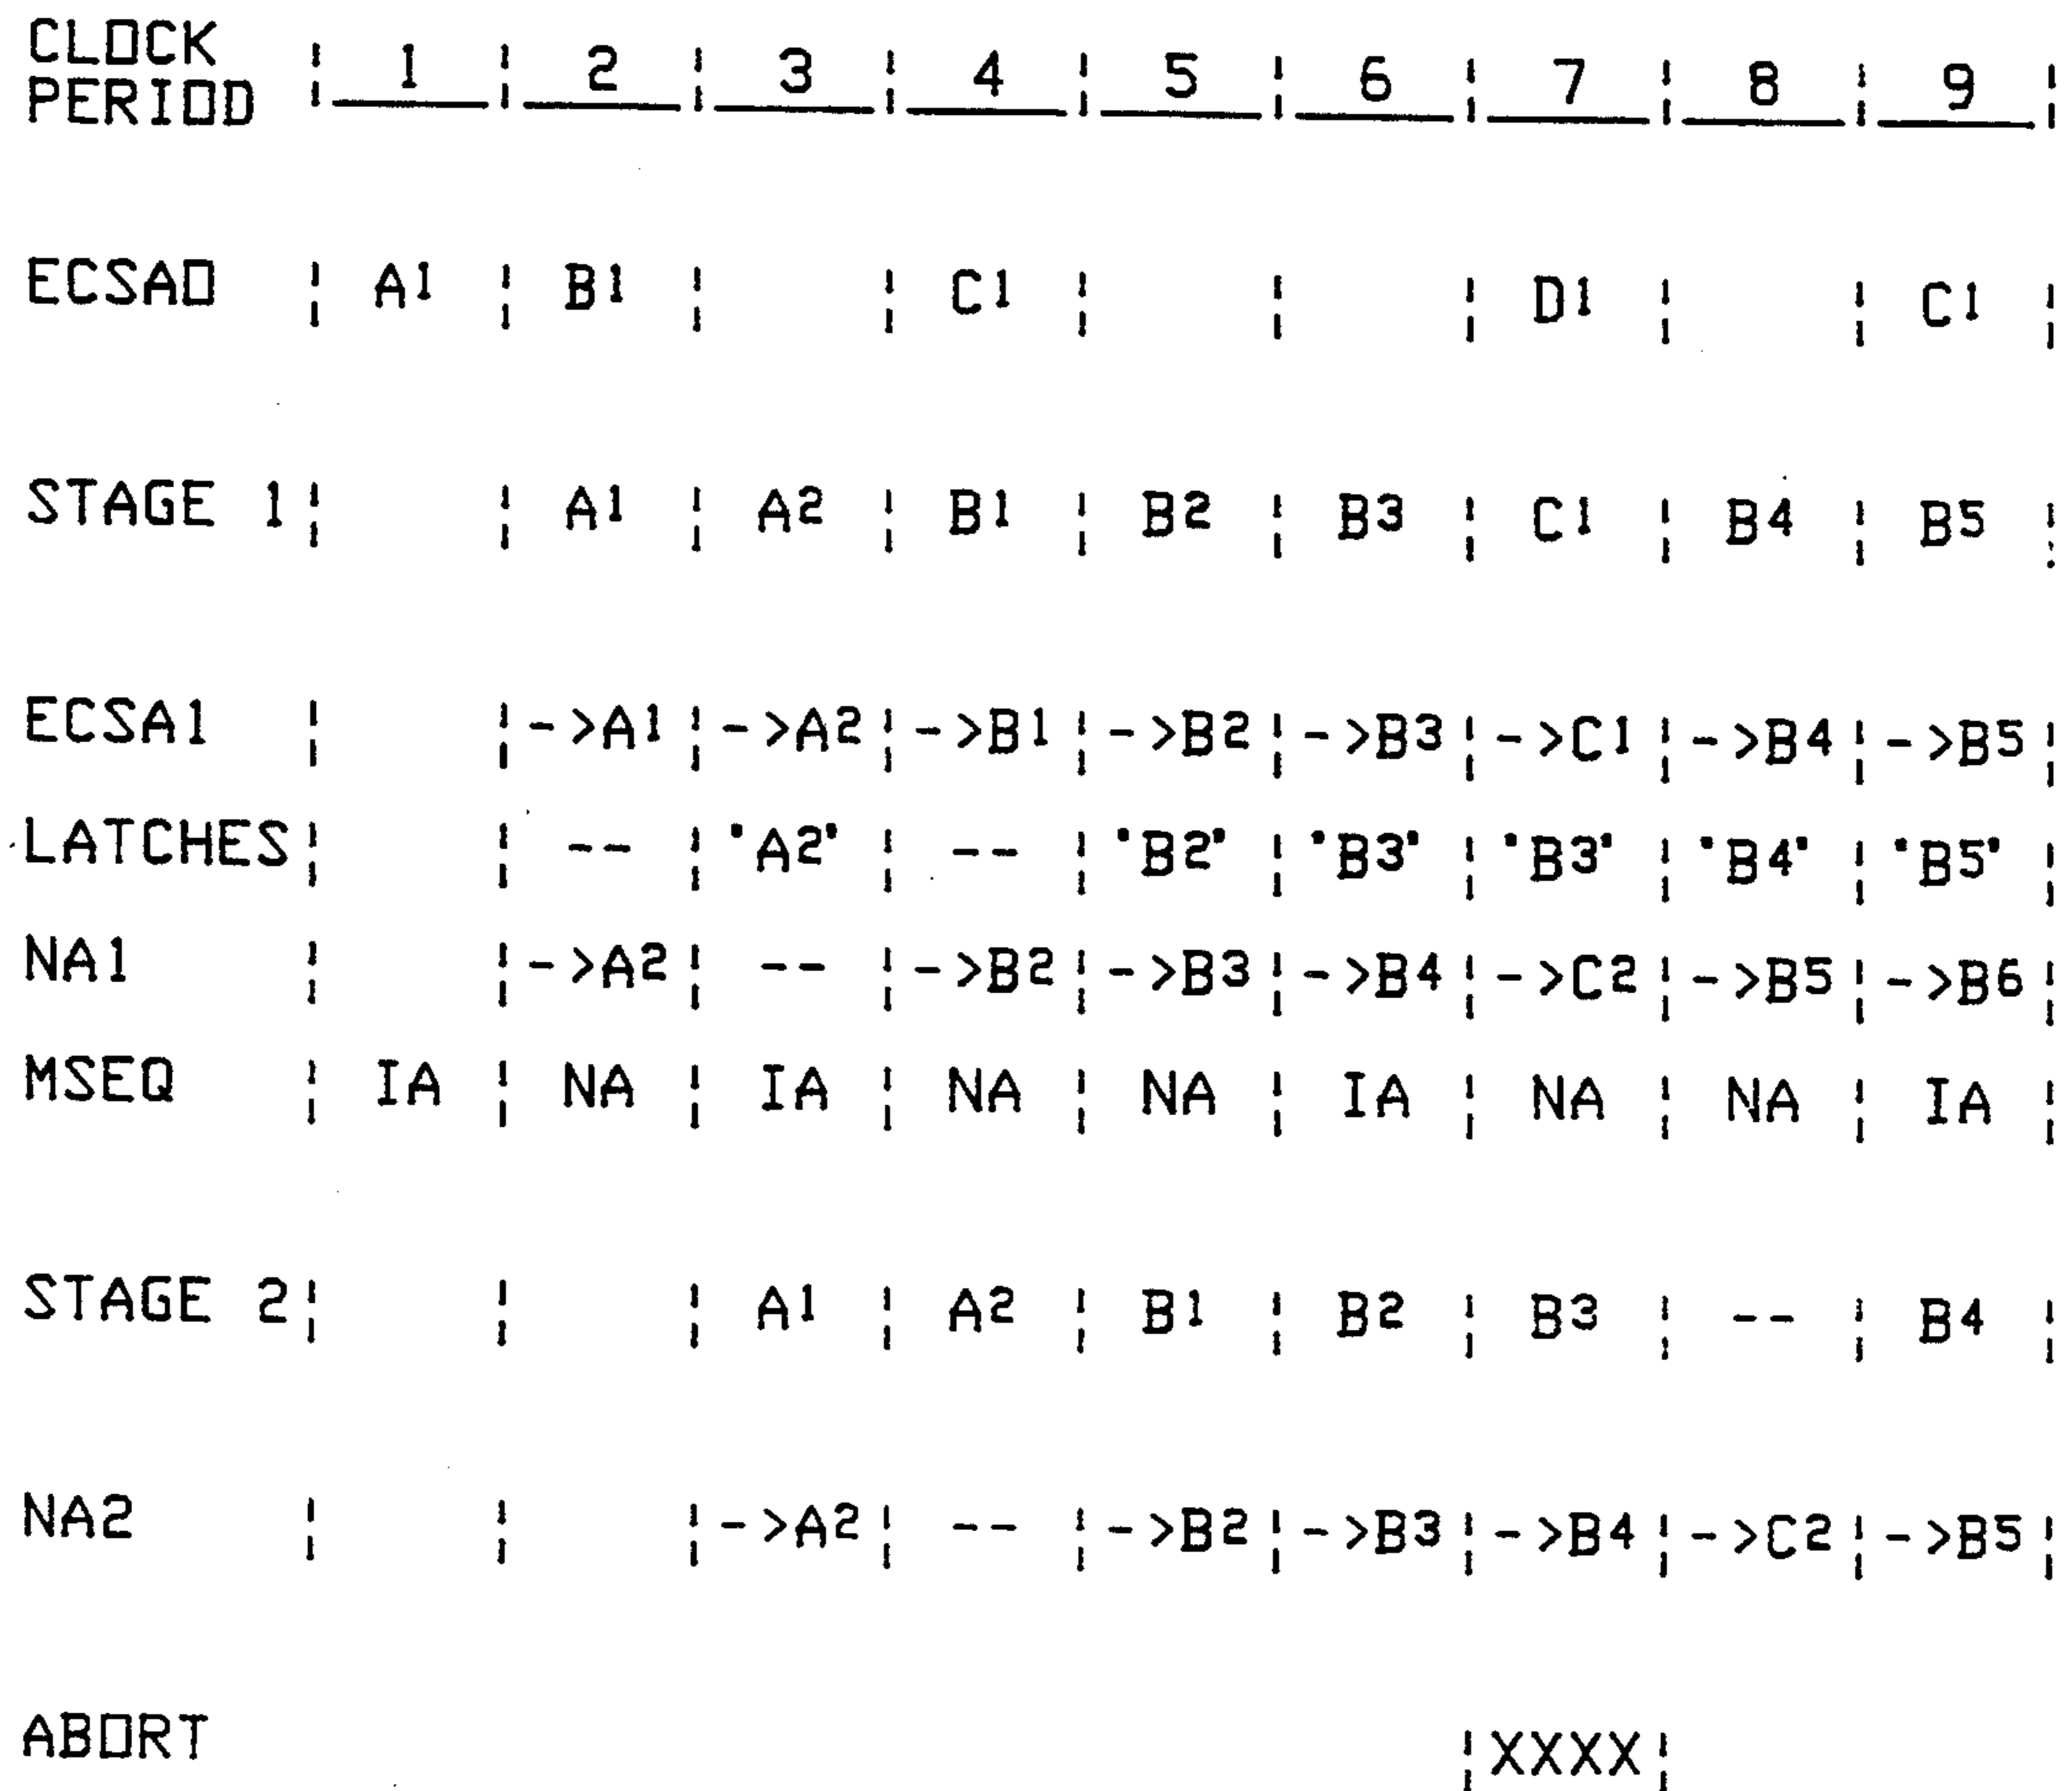 CLOCK
PERIOD ¦ 1 ¦ 2 ¦ 3 ¦ 4 ¦ 5 ¦ 6 ¦ 7 ¦ 8 ¦ 9 ¦
ECSAO ¦ A1 ¦ B1 ¦ ¦ C1 ¦ ¦ ¦ D1 ¦ ¦ C1 ¦
STAGE 1 ¦ ¦ A1 ¦ A2 ¦ B1 ¦ B2 ¦ B3 ¦ C1 ¦ B4 ¦ B5 ¦
ECSA1 ¦ ¦ ->A1 ¦ ->A2 ¦ ->B1 ¦ ->B2 ¦ ->B3 ¦ ->C1 ¦ ->B4 ¦ ->B5 ¦
LATCHES ¦ ¦ -- ¦ 'A2' ¦ -- ¦ 'B2' ¦ 'B3' ¦ 'B3' ¦ 'B4' ¦ 'B5' ¦
NA1 ¦ ¦ ->A2 ¦ -- ¦ ->B2 ¦ ->B3 ¦ ->B4 ¦ ->C2 ¦ ->B5 ¦ ->B6 ¦
MSEQ ¦ IA ¦ NA ¦ IA ¦ NA ¦ NA ¦ IA ¦ NA ¦ NA ¦ IA ¦
STAGE 2 ¦ ¦ ¦ A1 ¦ A2 ¦ B1 ¦ B2 ¦ B3 ¦ -- ¦ B4 ¦
NA2 ¦ ¦ ¦ ->A2 ¦ -- ¦ ->B2 ¦ ->B3 ¦ ->B4 ¦ ->C2 ¦ ->B5 ¦
ABORT ¦ XXXX ¦